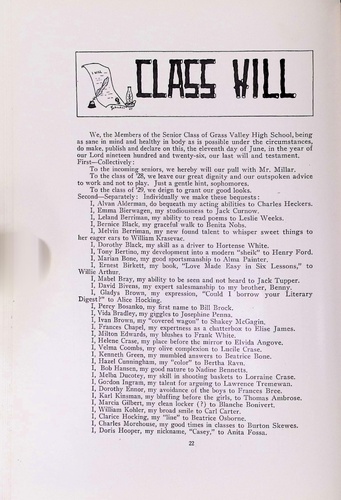 CLASS WILL
We, the Members of the Senior Class of Grass Valley High School, being
as sane in mind and healthy in body as is possible under the circumstances,
do make, publish and declare on this, the eleventh day of June, in the year of
our Lord nineteen hundred and twenty-six, our last will and testament.
First—Collectively:
To the incoming seniors, we hereby will our pull with Mr. Millar.
To the class of '28, we leave our great dignity and our outspoken advice
to work and not to play. Just a gentle hint, sophomores.
To the class of '29, we deign to grant our good looks.
Second—Separately: Individually we make these bequests:
I, Alvan Alderman, do bequeath my acting abilities to Charles Heckers.
I, Emma Bierwagen, my studiousness to Jack Curnow.
I, Leland Berriman, my ability to read poems to Leslie Weeks.
I, Bernice Black, my graceful walk to Benita Nobs.
I, Melvin Berriman, my new found talent to whisper sweet things to
her eager ears to William Krasevac.
I, Dorothy Black, my skill as a driver to Hortense White.
I, Tony Bertino, my development into a modern "sheik" to Henry Ford.
I, Marian Bone, my good sportsmanship to Alma Painter.
I, Ernest Birkett, my book, "Love Made Easy in Six Lessons," to
Willie Arthur.
I, Mabel Bray, my ability to be seen and not heard to Jack Tupper.
I, David Bivens, my expert salesmanship to my brother, Benny.
I, Gladys Brown, my expression, "Could I borrow your Literary
Digest?" to Alice Hocking.
I, Percy Bosanko, my first name to Bill Brock.
I, Vida Bradley, my giggles to Josephine Penna.
I, Ivan Brown, my "covered wagon" to Shakey McGagin.
I, Frances Chapel, my expertness as a chatterbox to Elise James.
I, Milton Edwards, my blushes to Frank White.
I, Helene Crase, my place before the mirror to Elvida Angove.
I, Velma Coombs, my olive complexion to Lucile Crase.
I, Kenneth Green, my mumbled answers to Beatrice Bone.
I, Hazel Cunningham, my "color" to Bertha Ravn.
I, Bob Hansen, my good nature to Nadine Bennetts.
I, Melba Ducotey, my skill in shooting baskets to Lorraine Crase.
I, Gordon Ingram, my talent for arguing to Lawrence Tremewan.
I, Dorothy Ennor, my avoidance of the boys to Frances Bree.
I, Karl Kinsman, my bluffing before the girls, to Thomas Ambrose.
I, Marcia Gilbert, my clean locker (?) to Blanche Bonivert.
I, William Kohler, my broad smile to Carl Carter.
I, Clarice Hocking, my "line" to Beatrice Osborne.
I, Charles Morehouse, my good times in classes to Burton Skewes.
I, Doris Hooper, my nickname, "Casey," to Anita Fossa.
22